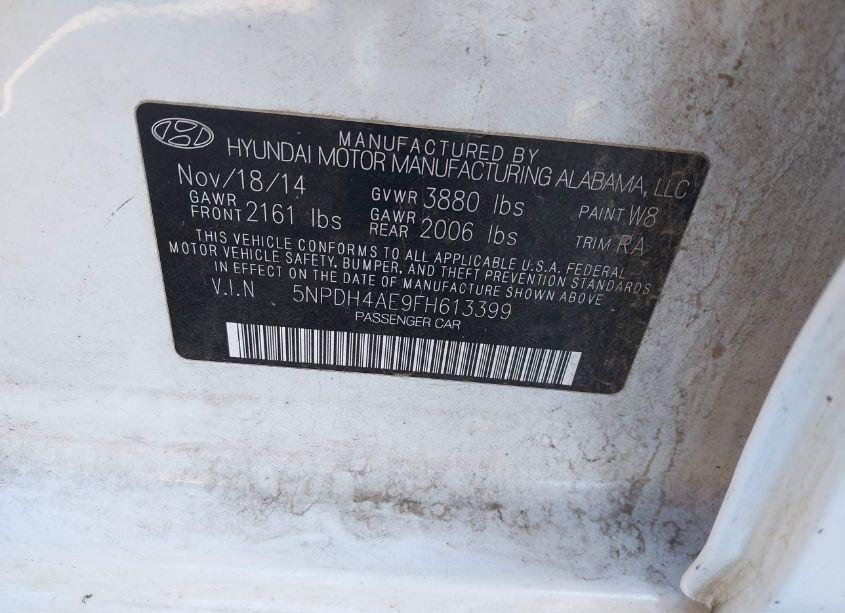 MANUFACTURED BY
HYUNDAI MOTOR MANUFACTURING ALABAMA, LLC
Nov/18/14 GVWR 3880 lbs PAINT W8
GAWR FRONT 2161 lbs GAWR REAR 2006 lbs TRIM RA
THIS VEHICLE CONFORMS TO ALL APPLICABLE U.S.A. FEDERAL
MOTOR VEHICLE SAFETY, BUMPER, AND THEFT PREVENTION STANDARDS
IN EFFECT ON THE DATE OF MANUFACTURE SHOWN ABOVE
V.I.N 5NPDH4AE9FH613399
PASSENGER CAR